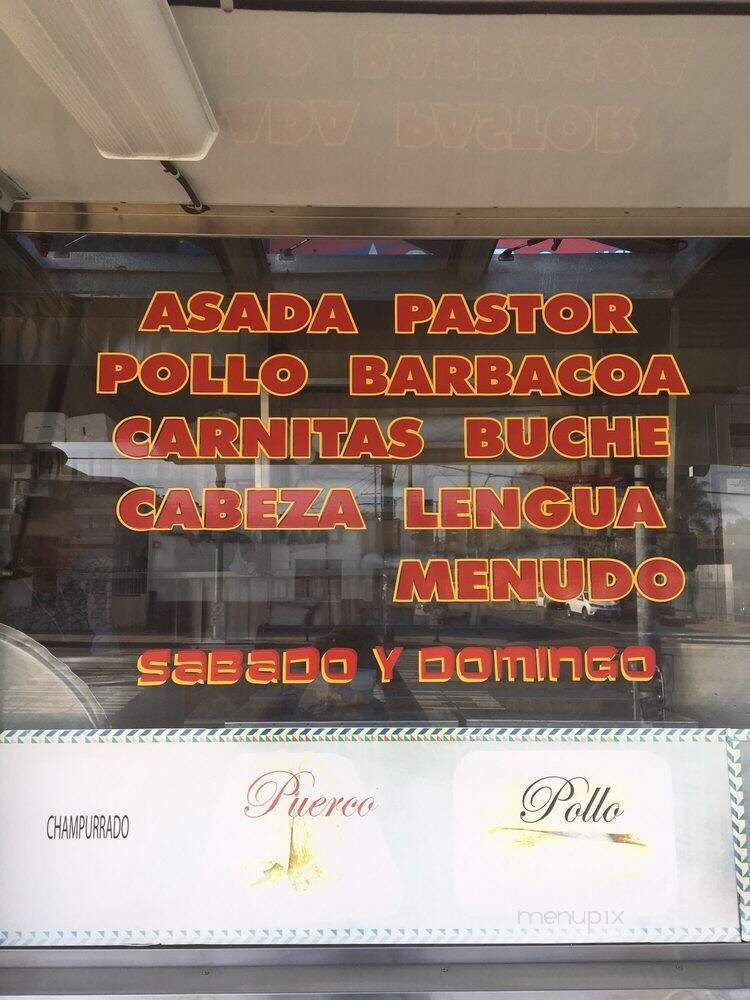 ASADA PASTOR
POLLO BARBACOA
CARNITAS BUCHE
CABEZA LENGUA
MENUDO
SABADO Y DOMINGO
CHAMPURRADO
Puerco
Pollo
menupix